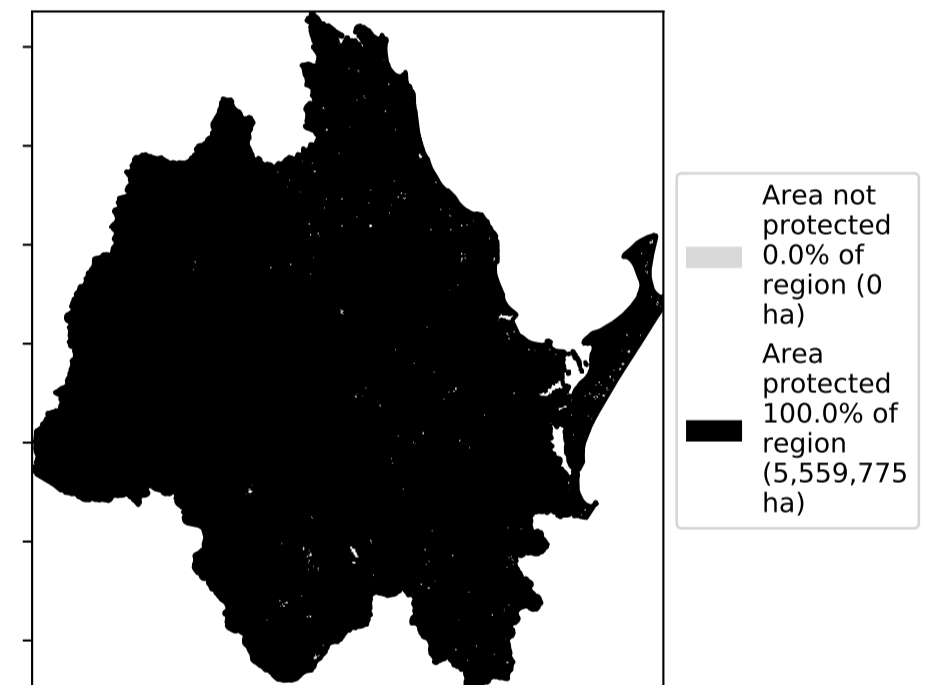 Area not
protected
0.0% of
region (0
ha)
Area
protected
100.0% of
region
(5,559,775
ha)